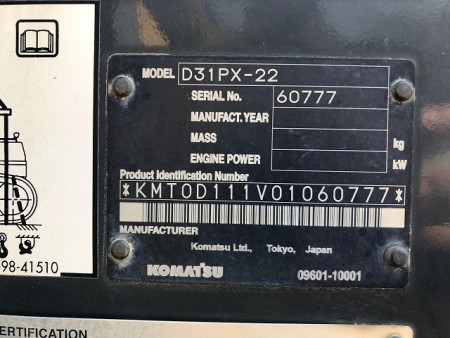 MODEL D31PX-22
SERIAL No. 60777
MANUFACT.YEAR
MASS kg
ENGINE POWER kW
Product Identification Number
*KMT0D111V01060777*
MANUFACTURER
Komatsu Ltd., Tokyo, Japan
KOMATSU 09601-10001
98-41510
ERTIFICATION